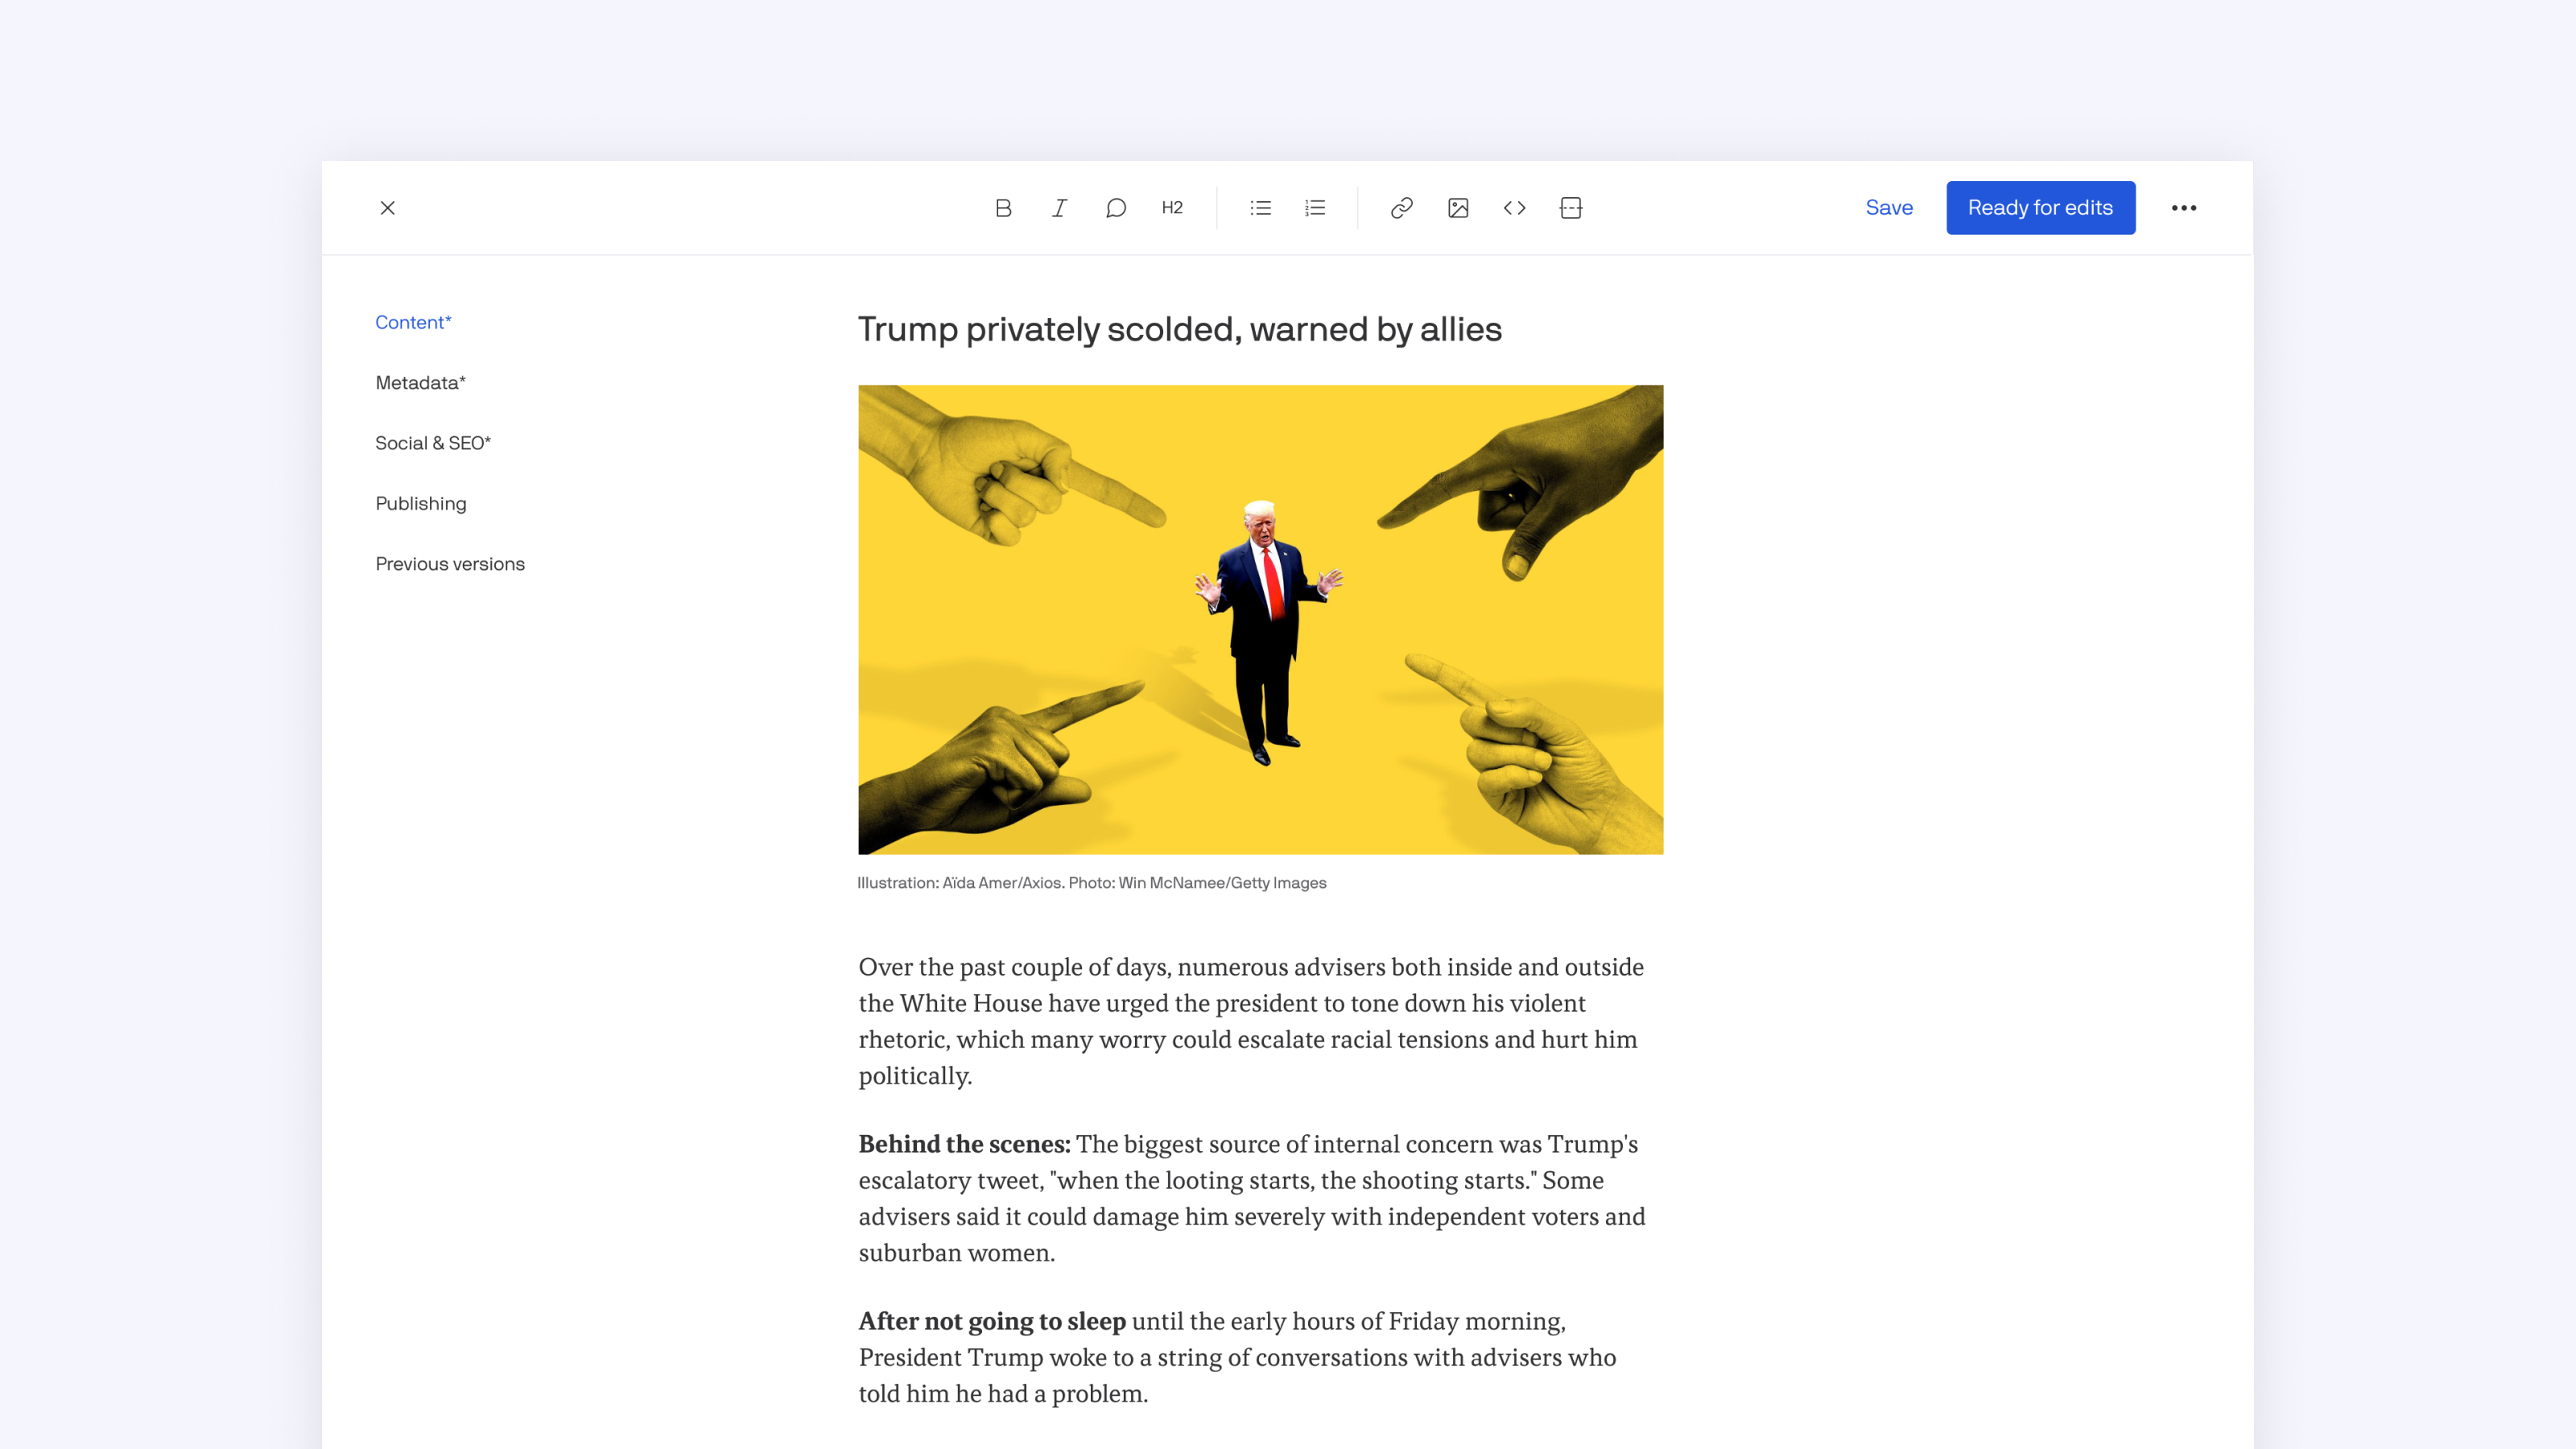 H2
Save
Ready for edits
Content*
Metadata*
Social & SEO*
Publishing
Previous versions
Trump privately scolded, warned by allies
Illustration: Aïda Amer/Axios. Photo: Win McNamee/Getty Images
Over the past couple of days, numerous advisers both inside and outside
the White House have urged the president to tone down his violent
rhetoric, which many worry could escalate racial tensions and hurt him
politically.
Behind the scenes: The biggest source of internal concern was Trump's
escalatory tweet, "when the looting starts, the shooting starts." Some
advisers said it could damage him severely with independent voters and
suburban women.
After not going to sleep until the early hours of Friday morning,
President Trump woke to a string of conversations with advisers who
told him he had a problem.